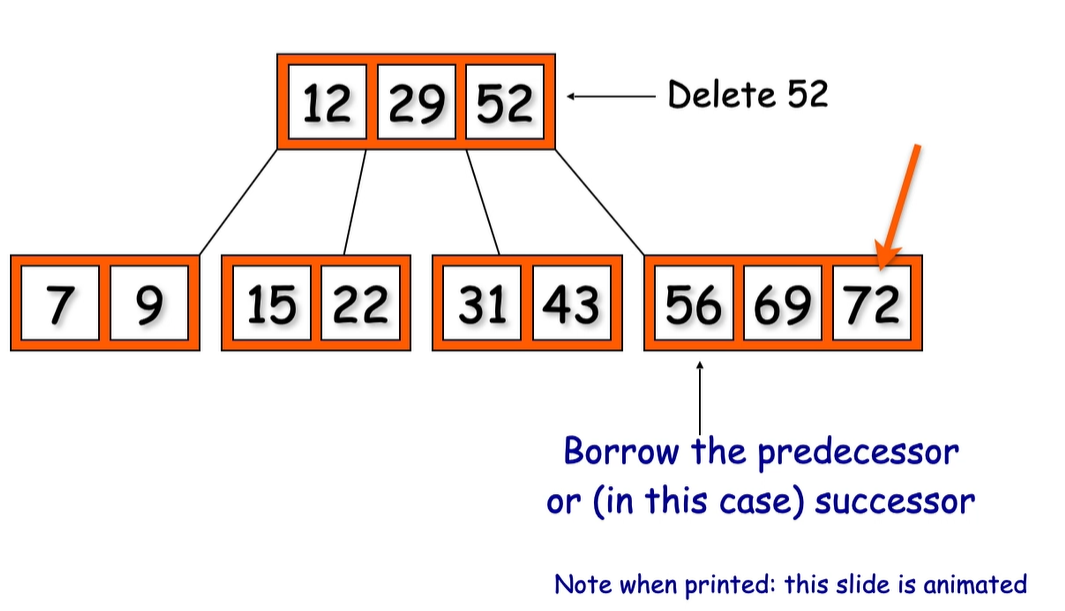 12 29 52
Delete 52
7 9 15 22 31 43 56 69 72
Borrow the predecessor
or (in this case) successor
Note when printed: this slide is animated